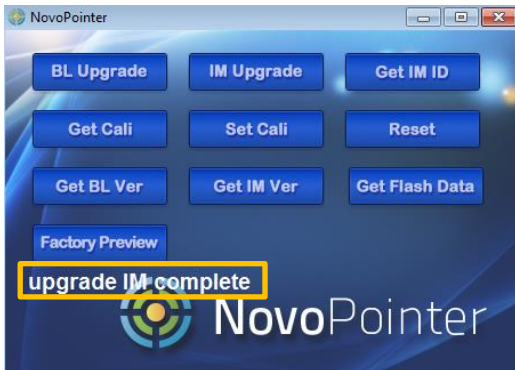 NovoPointer
BL Upgrade IM Upgrade Get IM ID
Get Cali Set Cali Reset
Get BL Ver Get IM Ver Get Flash Data
Factory Preview
upgrade IM complete
NovoPointer